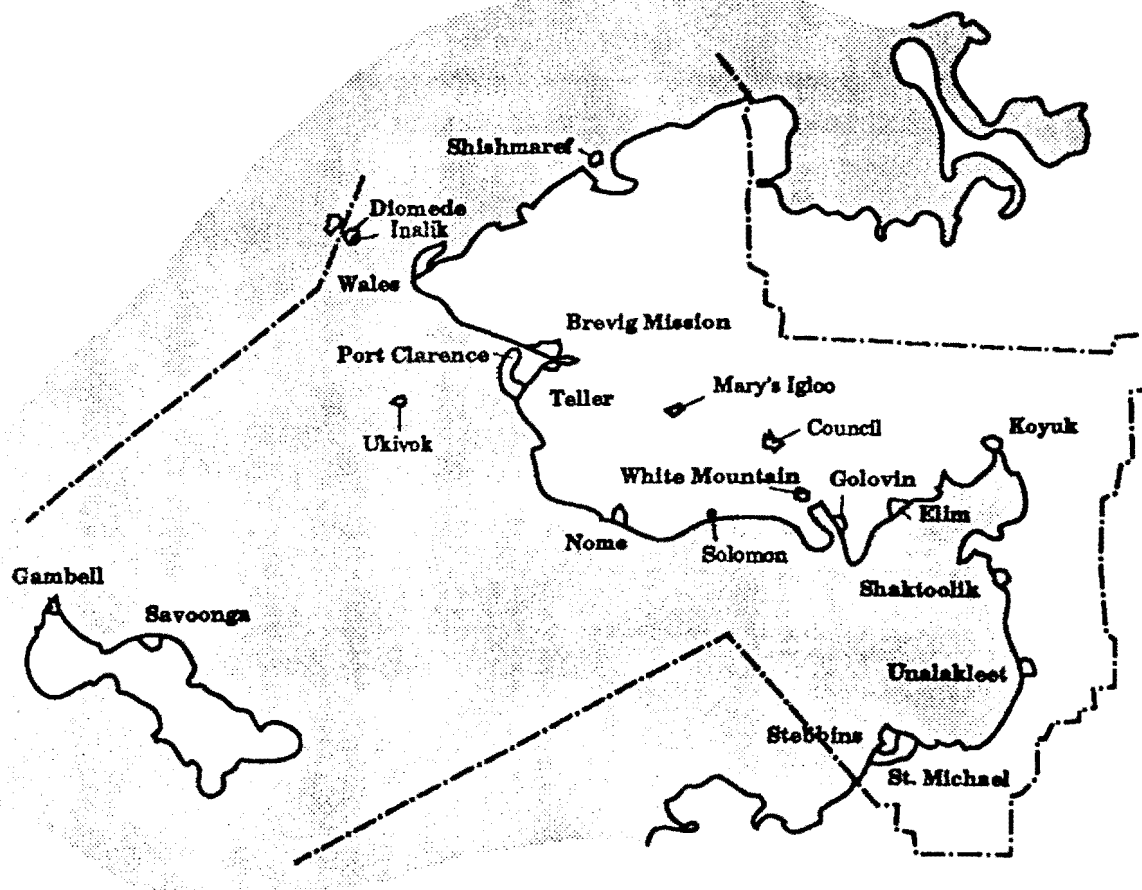 Shishmaref
Diomede
Inalik
Wales
Brevig Mission
Port Clarence
Teller
Mary's Igloo
Ukivok
Council
Koyuk
White Mountain
Golovin
Elim
Nome
Solomon
Gambell
Shaktoolik
Savoonga
Unalakleet
Stebbins
St. Michael